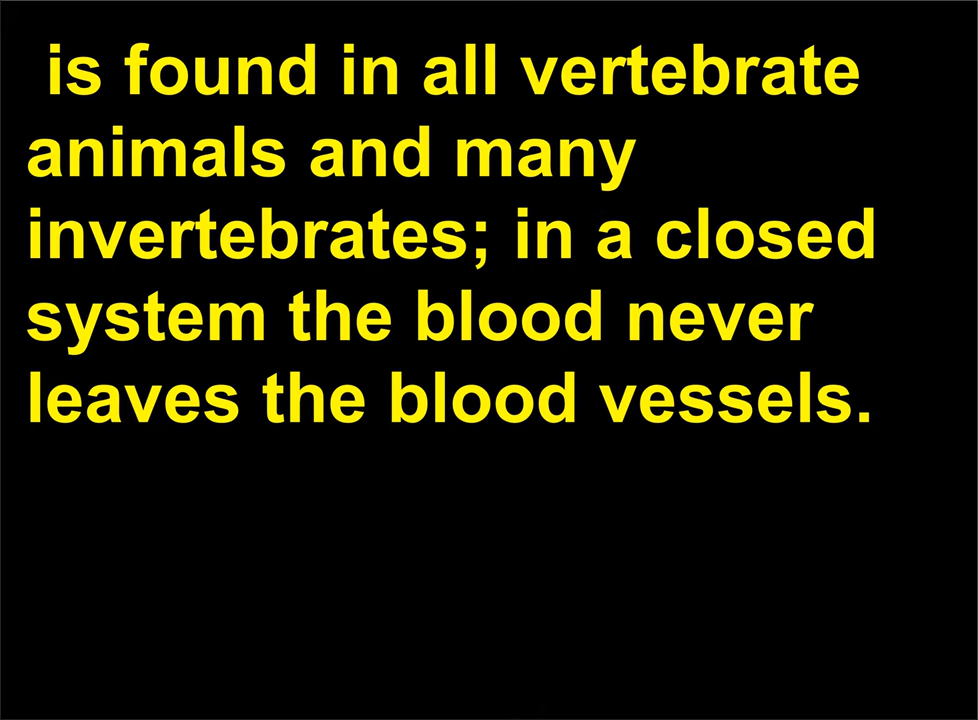 is found in all vertebrate
animals and many
invertebrates; in a closed
system the blood never
leaves the blood vessels.